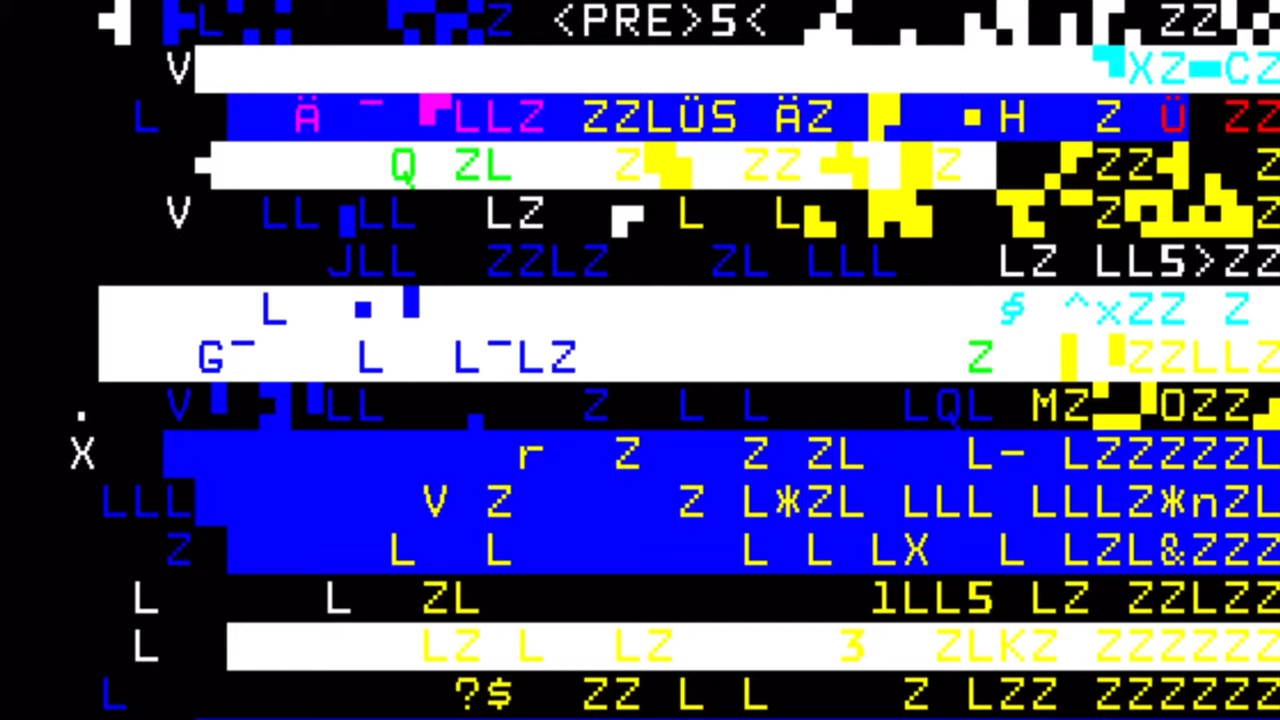 L Z <PRE>5< ZZ
V XZ CZ
L Ä ¯ LLZ ZZLÜS ÄZ H Z Ü ZZ
Q ZL Z ZZ Z ZZ Z
V LL LL LZ L L Z Z
JLL ZZLZ ZL LLL LZ LL5>ZZ
L $ ^xZZ Z
G¯ L L¯LZ Z ZZLLZ
. V LL Z L L LQL MZ OZZ
X r Z Z ZL L- LZZZZZL
LLL V Z Z L*ZL LLL LLLZ*nZL
Z L L L L LX L LZL&ZZZ
L L ZL lLL5 LZ ZZLZZ
L LZ L LZ 3 ZLKZ ZZZZZZ
L ?$ ZZ L L Z LZZ ZZZZZZ